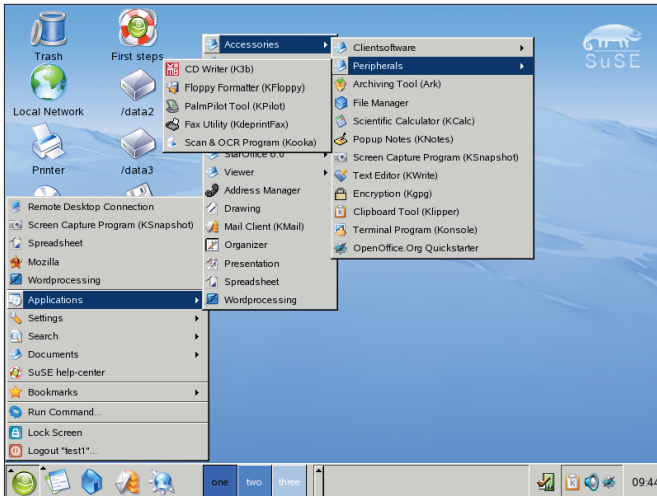 Trash
First steps
SuSE
Local Network
/data2
Printer
/data3
Accessories
StarOffice 6.0
Viewer
Address Manager
Drawing
Mail Client (KMail)
Organizer
Presentation
Spreadsheet
Wordprocessing
Clientsoftware
Peripherals
Archiving Tool (Ark)
File Manager
Scientific Calculator (KCalc)
Popup Notes (KNotes)
Screen Capture Program (KSnapshot)
Text Editor (KWrite)
Encryption (Kgpg)
Clipboard Tool (Klipper)
Terminal Program (Konsole)
OpenOffice.Org Quickstarter
CD Writer (K3b)
Floppy Formatter (KFloppy)
PalmPilot Tool (KPilot)
Fax Utility (KdeprintFax)
Scan & OCR Program (Kooka)
Remote Desktop Connection
Screen Capture Program (KSnapshot)
Spreadsheet
Mozilla
Wordprocessing
Applications
Settings
Search
Documents
SuSE help-center
Bookmarks
Run Command...
Lock Screen
Logout "test1"...
one
two
three
09:44